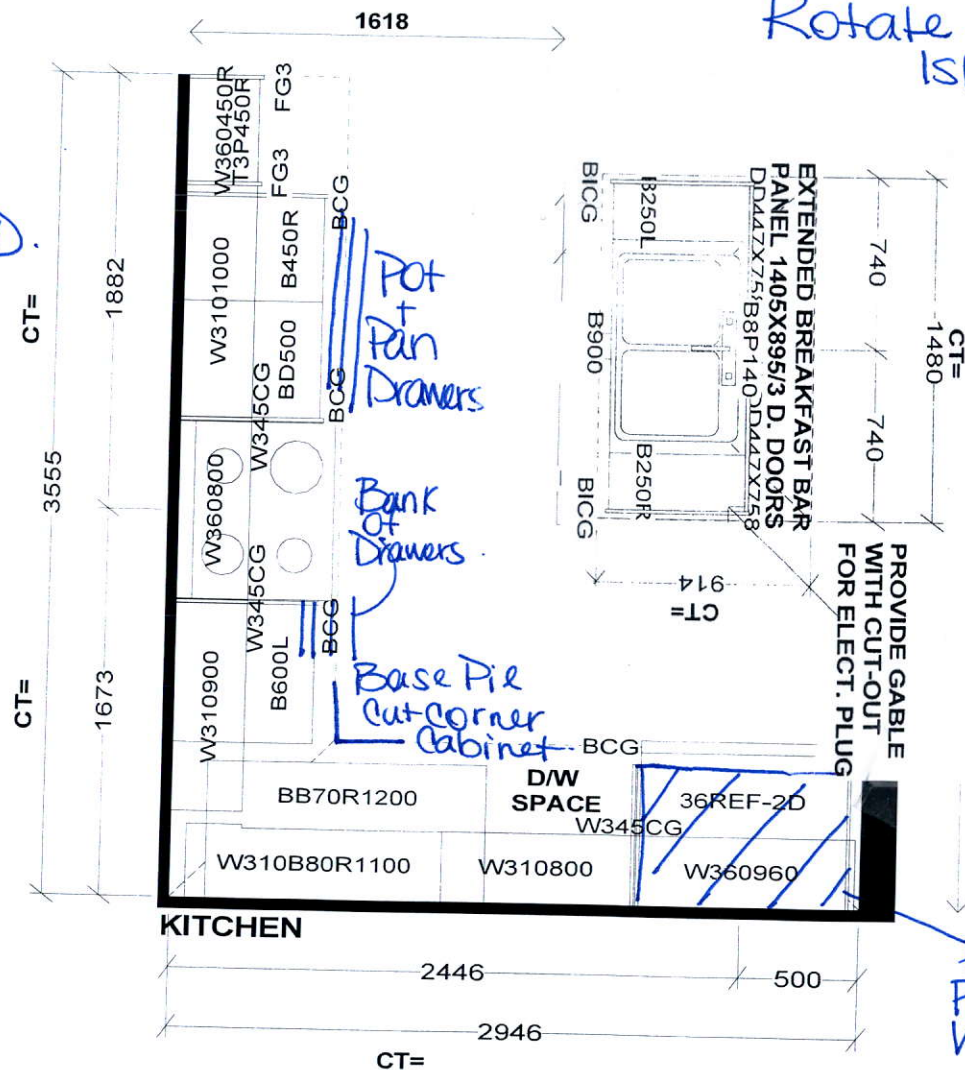 1618
Rotate
D.
CT=
3555
CT=
1882
1673
W360450R
T3P450R
FG3
FG3
BCG
W3101000
B450R
BD500
BCG
W345CG
Pot
+
Pan
Drawers
W360800
W345CG
Bank
of
Drawers.
W310900
B600L
BCG
Base Pie
Cut Corner
Cabinet
BCG
BICG
B250L
B900
B250R
BICG
EXTENDED BREAKFAST BAR
PANEL 1405X895/3 D. DOORS
B8P140
DD447X758
740
740
CT=
1480
914
CT=
PROVIDE GABLE
WITH CUT-OUT
FOR ELECT. PLUG
BB70R1200
D/W
SPACE
36REF-2D
W345CG
W310B80R1100
W310800
W360960
KITCHEN
2446
500
2946
CT=